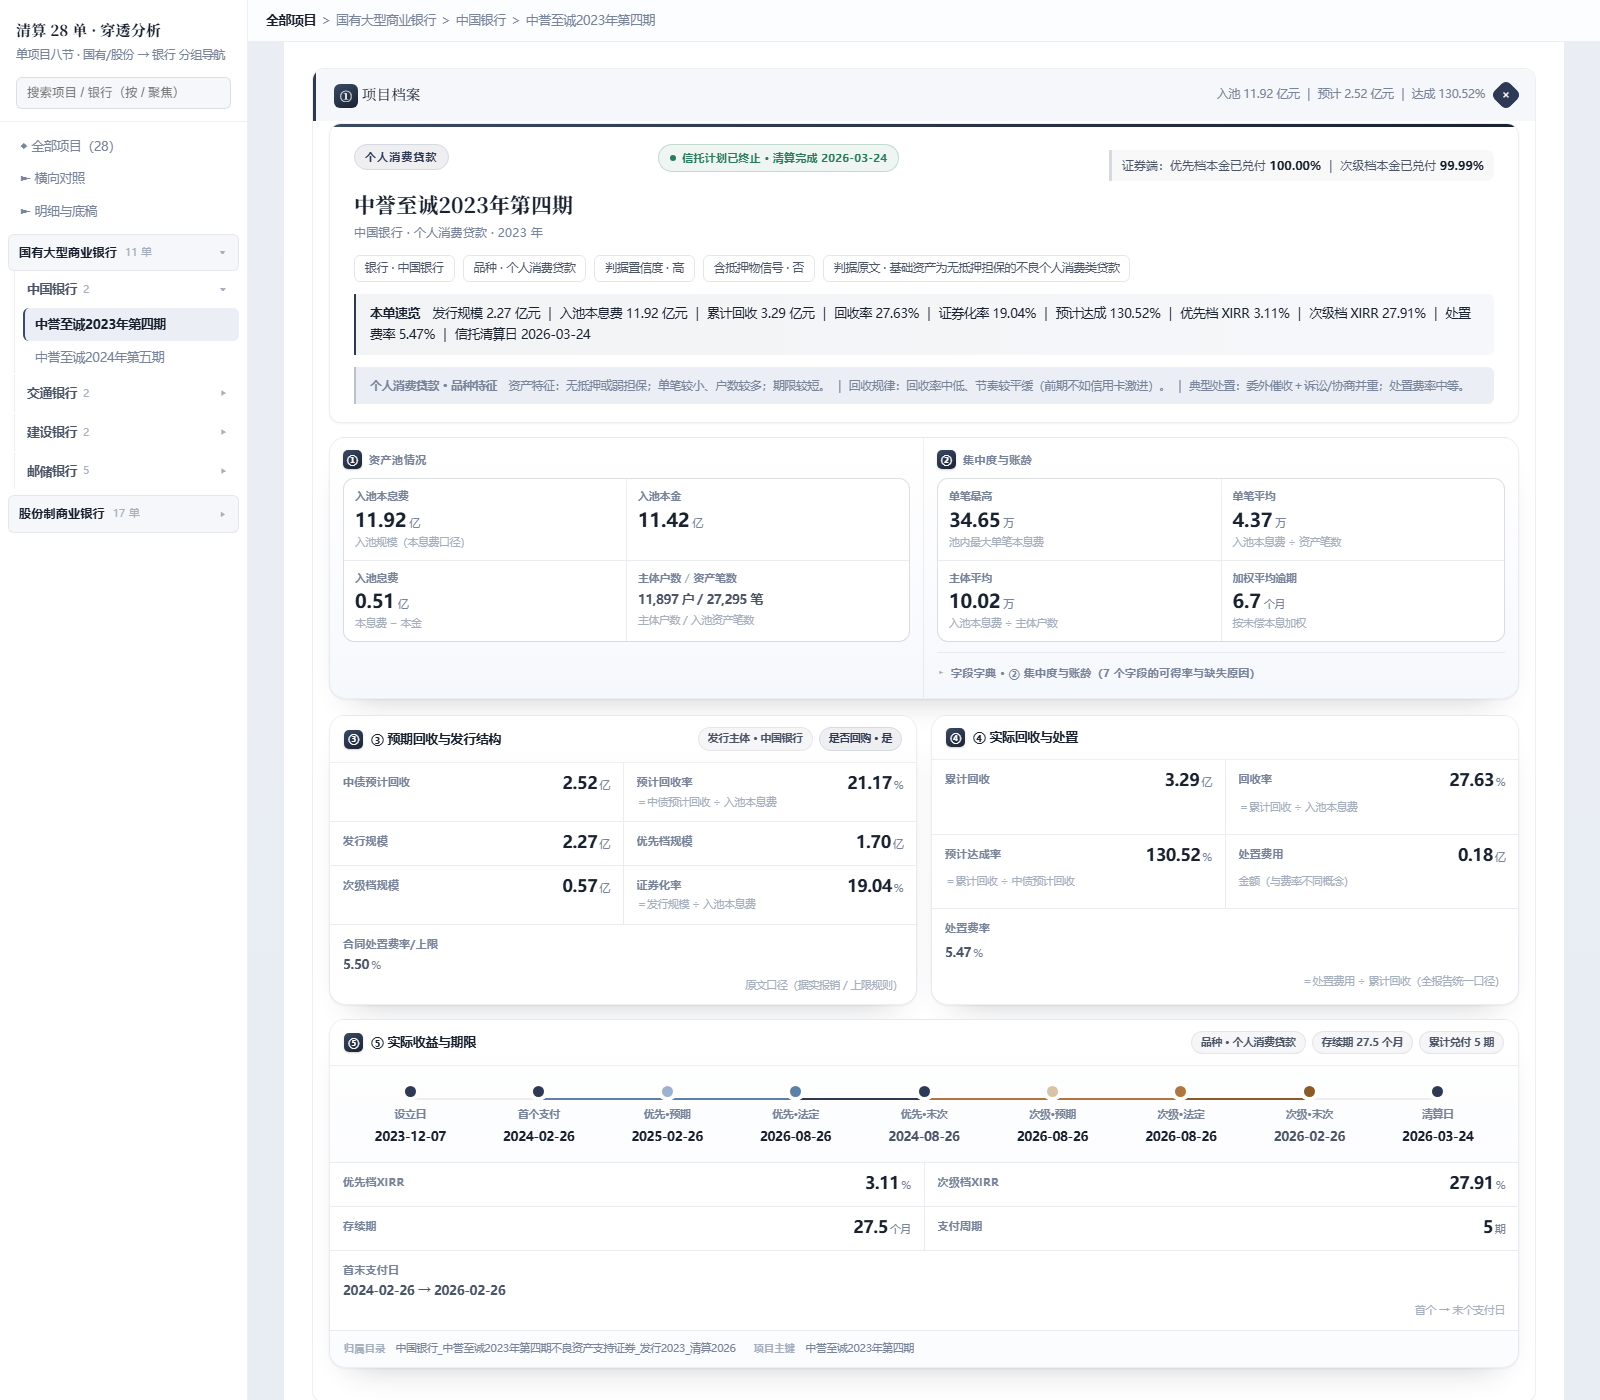 清算 28 单 · 穿透分析
单项目八节 · 国有/股份 → 银行 分组导航
搜索项目 / 银行（按 / 聚焦）
全部项目（28）
横向对照
明细与底稿
国有大型商业银行 11 单
中国银行 2
中誉至诚2023年第四期
中誉至诚2024年第五期
交通银行 2
建设银行 2
邮储银行 5
股份制商业银行 17 单
全部项目 > 国有大型商业银行 > 中国银行 > 中誉至诚2023年第四期
① 项目档案
入池 11.92 亿元 | 预计 2.52 亿元 | 达成 130.52%
个人消费贷款
信托计划已终止 • 清算完成 2026-03-24
证券端：优先档本金已兑付 100.00% | 次级档本金已兑付 99.99%
中誉至诚2023年第四期
中国银行 · 个人消费贷款 · 2023 年
银行 · 中国银行
品种 · 个人消费贷款
判据置信度 · 高
含抵押物信号 · 否
判据原文 · 基础资产为无抵押担保的不良个人消费类贷款
本单速览 发行规模 2.27 亿元 | 入池本息费 11.92 亿元 | 累计回收 3.29 亿元 | 回收率 27.63% | 证券化率 19.04% | 预计达成 130.52% | 优先档 XIRR 3.11% | 次级档 XIRR 27.91% | 处置
费率 5.47% | 信托清算日 2026-03-24
个人消费贷款 • 品种特征 资产特征：无抵押或弱担保；单笔较小、户数较多；期限较短。 | 回收规律：回收率中低、节奏较平缓（前期不如信用卡激进）。 | 典型处置：委外催收 + 诉讼/协商并重；处置费率中等。
① 资产池情况
入池本息费
11.92 亿
入池规模（本息费口径）
入池本金
11.42 亿
入池息费
0.51 亿
本息费 − 本金
主体户数 / 资产笔数
11,897 户 / 27,295 笔
主体户数 / 入池资产笔数
② 集中度与账龄
单笔最高
34.65 万
池内最大单笔本息费
单笔平均
4.37 万
入池本息费 ÷ 资产笔数
主体平均
10.02 万
入池本息费 ÷ 主体户数
加权平均逾期
6.7 个月
按未偿本息加权
字段字典 • ② 集中度与账龄（7 个字段的可得率与缺失原因）
③ ③ 预期回收与发行结构
发行主体 • 中国银行
是否回购 • 是
中债预计回收 2.52 亿
预计回收率 21.17 %
= 中债预计回收 ÷ 入池本息费
发行规模 2.27 亿
优先档规模 1.70 亿
次级档规模 0.57 亿
证券化率 19.04 %
= 发行规模 ÷ 入池本息费
合同处置费率/上限
5.50 %
原文口径（据实报销 / 上限规则）
④ ④ 实际回收与处置
累计回收 3.29 亿
回收率 27.63 %
= 累计回收 ÷ 入池本息费
预计达成率 130.52 %
= 累计回收 ÷ 中债预计回收
处置费用 0.18 亿
金额（与费率不同概念）
处置费率
5.47 %
= 处置费用 ÷ 累计回收（全报告统一口径）
⑤ ⑤ 实际收益与期限
品种 • 个人消费贷款
存续期 27.5 个月
累计兑付 5 期
设立日
2023-12-07
首个支付
2024-02-26
优先•预期
2025-02-26
优先•法定
2026-08-26
优先•末次
2024-08-26
次级•预期
2026-08-26
次级•法定
2026-08-26
次级•末次
2026-02-26
清算日
2026-03-24
优先档XIRR 3.11 %
次级档XIRR 27.91 %
存续期 27.5 个月
支付周期 5 期
首末支付日
2024-02-26 → 2026-02-26
首个 → 末个支付日
归属目录 中国银行_中誉至诚2023年第四期不良资产支持证券_发行2023_清算2026 项目主键 中誉至诚2023年第四期